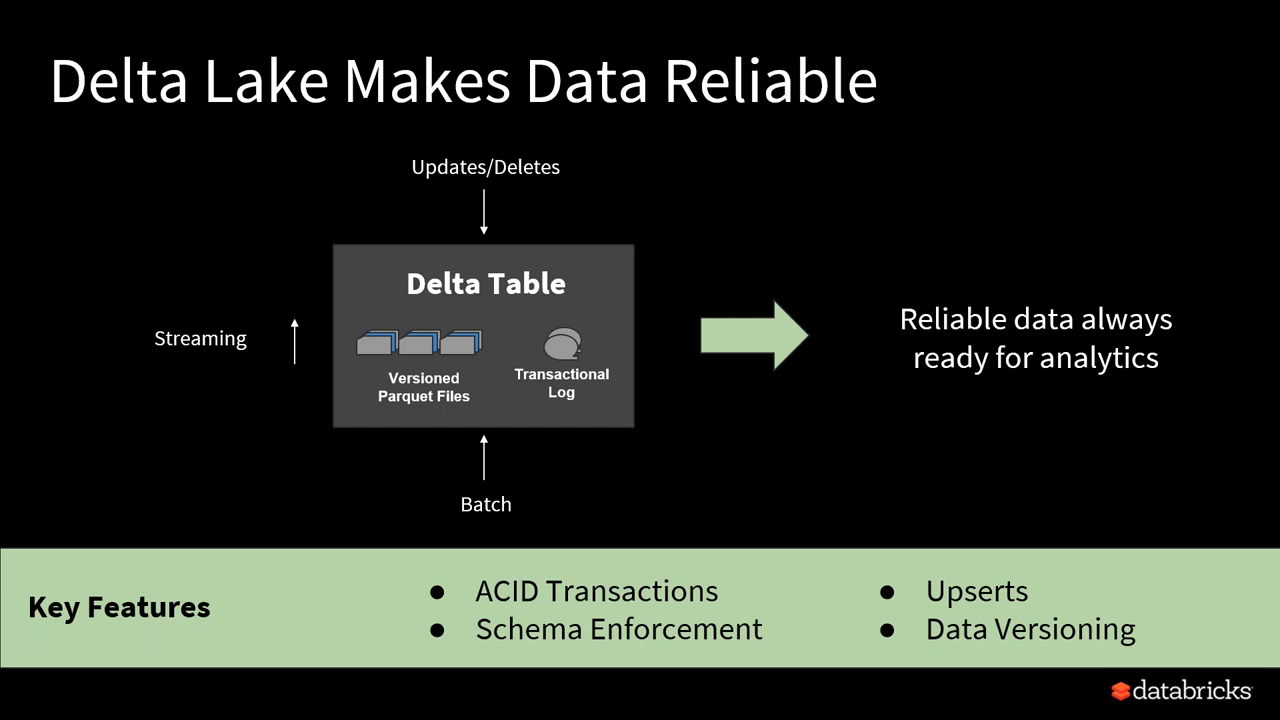 Delta Lake Makes Data Reliable
Updates/Deletes
Delta Table
Streaming
Versioned
Parquet Files
Transactional
Log
Reliable data always
ready for analytics
Batch
Key Features
● ACID Transactions
● Schema Enforcement
● Upserts
● Data Versioning
databricks